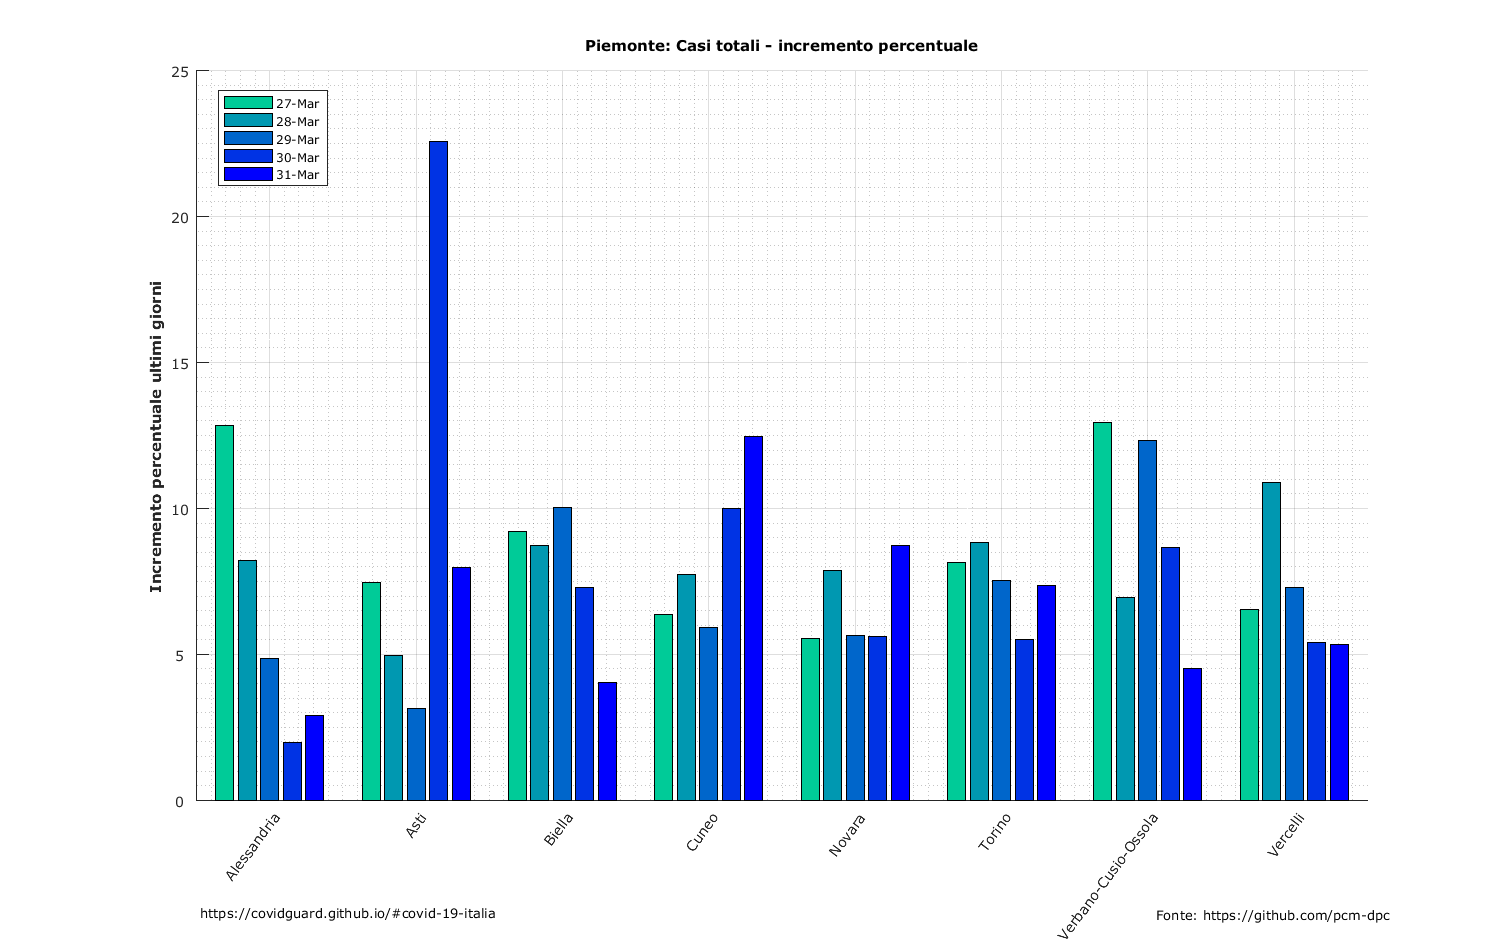 Piemonte: Casi totali - incremento percentuale
25
20
15
10
5
0
Incremento percentuale ultimi giorni
27-Mar
28-Mar
29-Mar
30-Mar
31-Mar
Alessandria
Asti
Biella
Cuneo
Novara
Torino
Verbano-Cusio-Ossola
Vercelli
https://covidguard.github.io/#covid-19-italia
Fonte: https://github.com/pcm-dpc